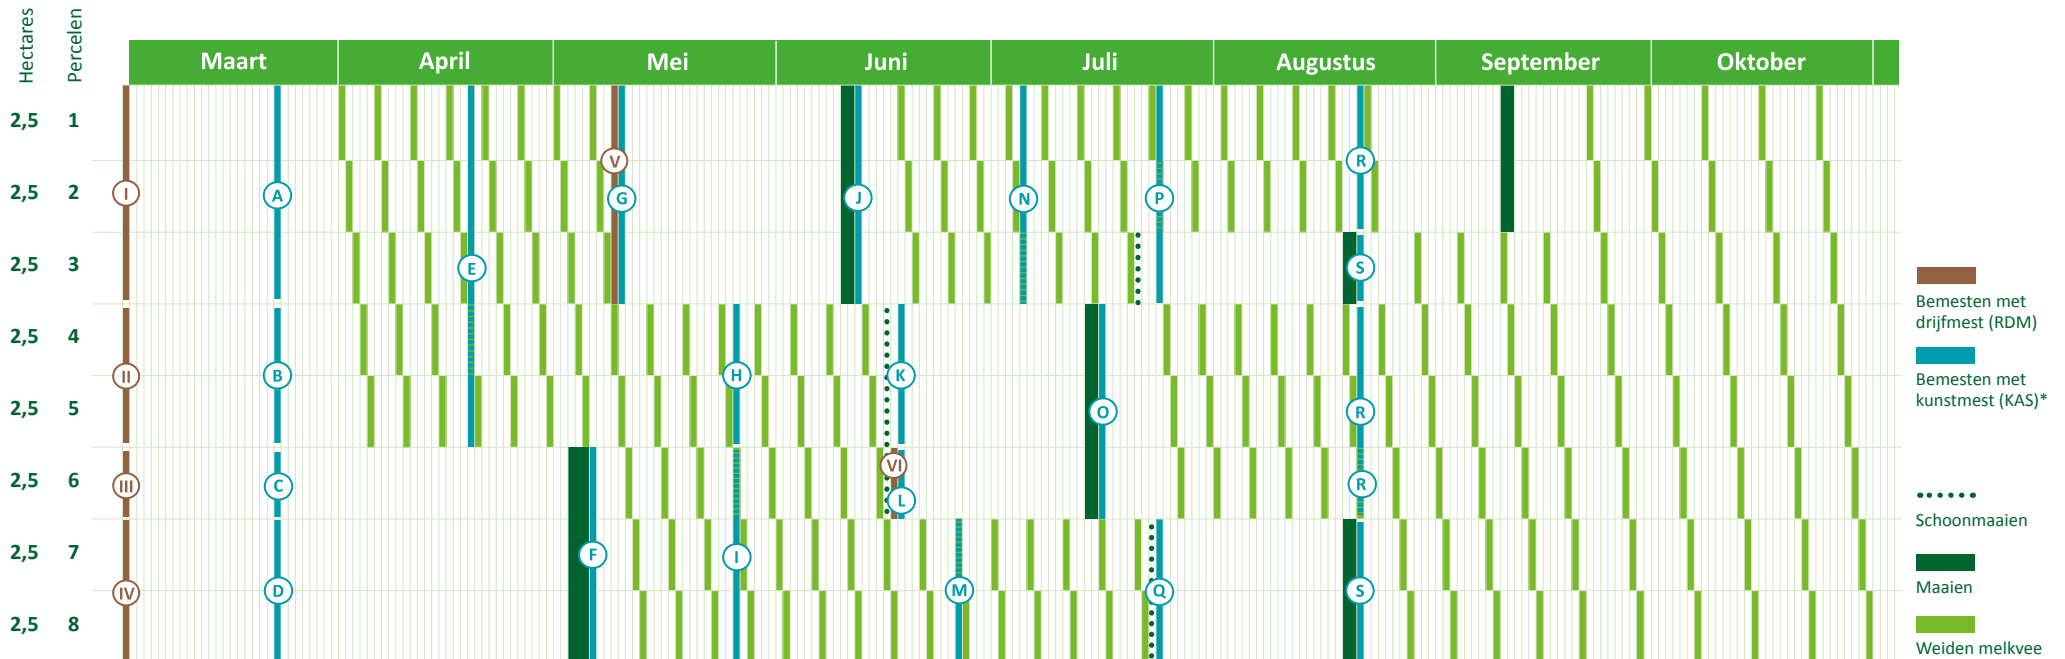 Hectares
Percelen
Maart
April
Mei
Juni
Juli
Augustus
September
Oktober
2,5 1
V
R
2,5 2
I
A
G
J
N
P
2,5 3
E
S
2,5 4
II
B
H
K
2,5 5
O
R
2,5 6
III
C
VI
L
R
2,5 7
F
I
IV
D
M
Q
S
2,5 8
Bemesten met
drijfmest (RDM)
Bemesten met
kunstmest (KAS)*
Schoonmaaien
Maaien
Weiden melkvee